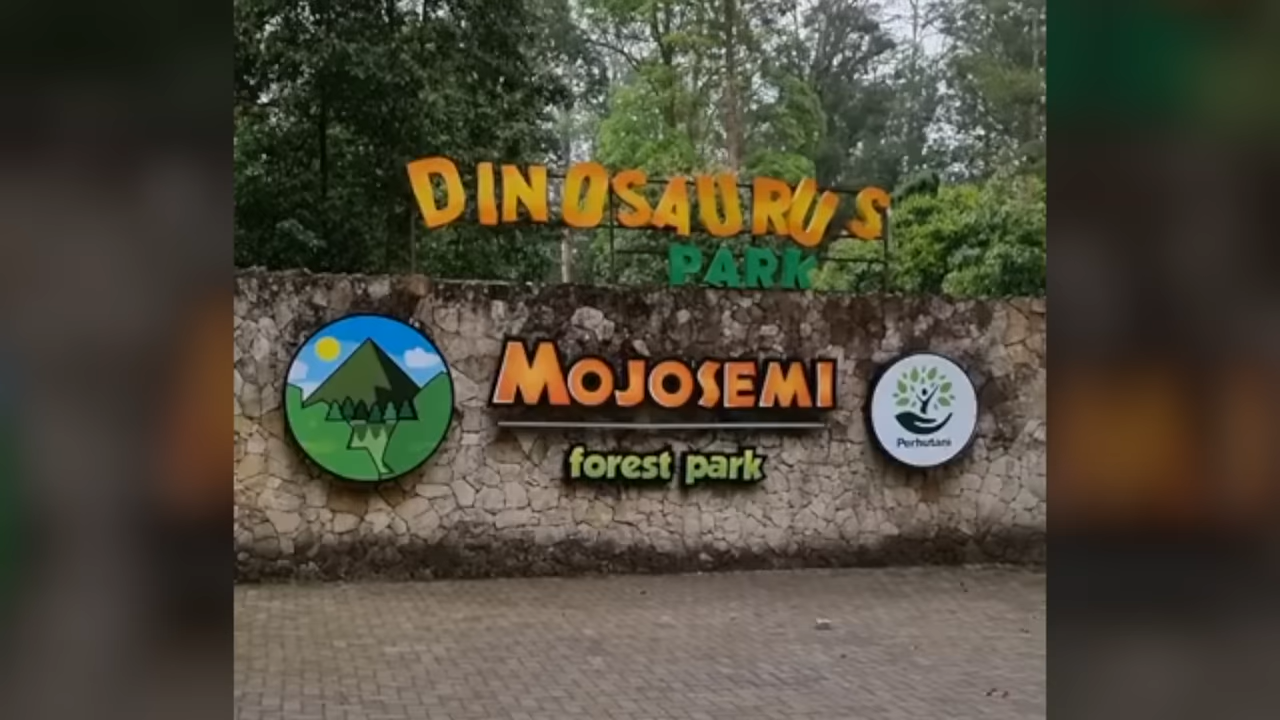 DINOSAURUS
PARK
MOJOSEMI
forest park
Perhutani